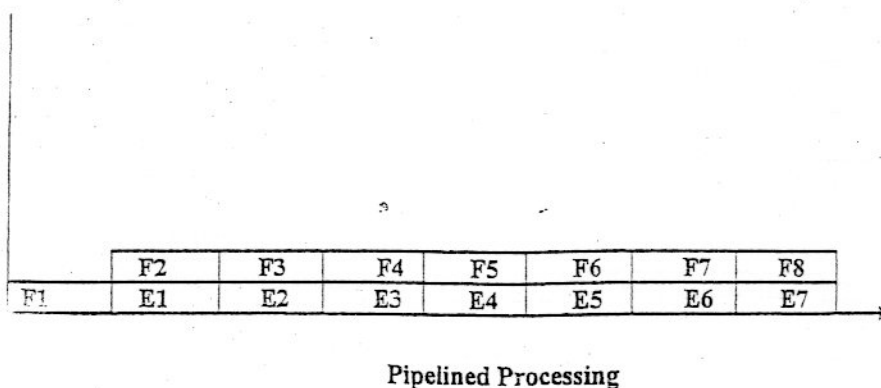 F2 F3 F4 F5 F6 F7 F8
F1 E1 E2 E3 E4 E5 E6 E7
Pipelined Processing